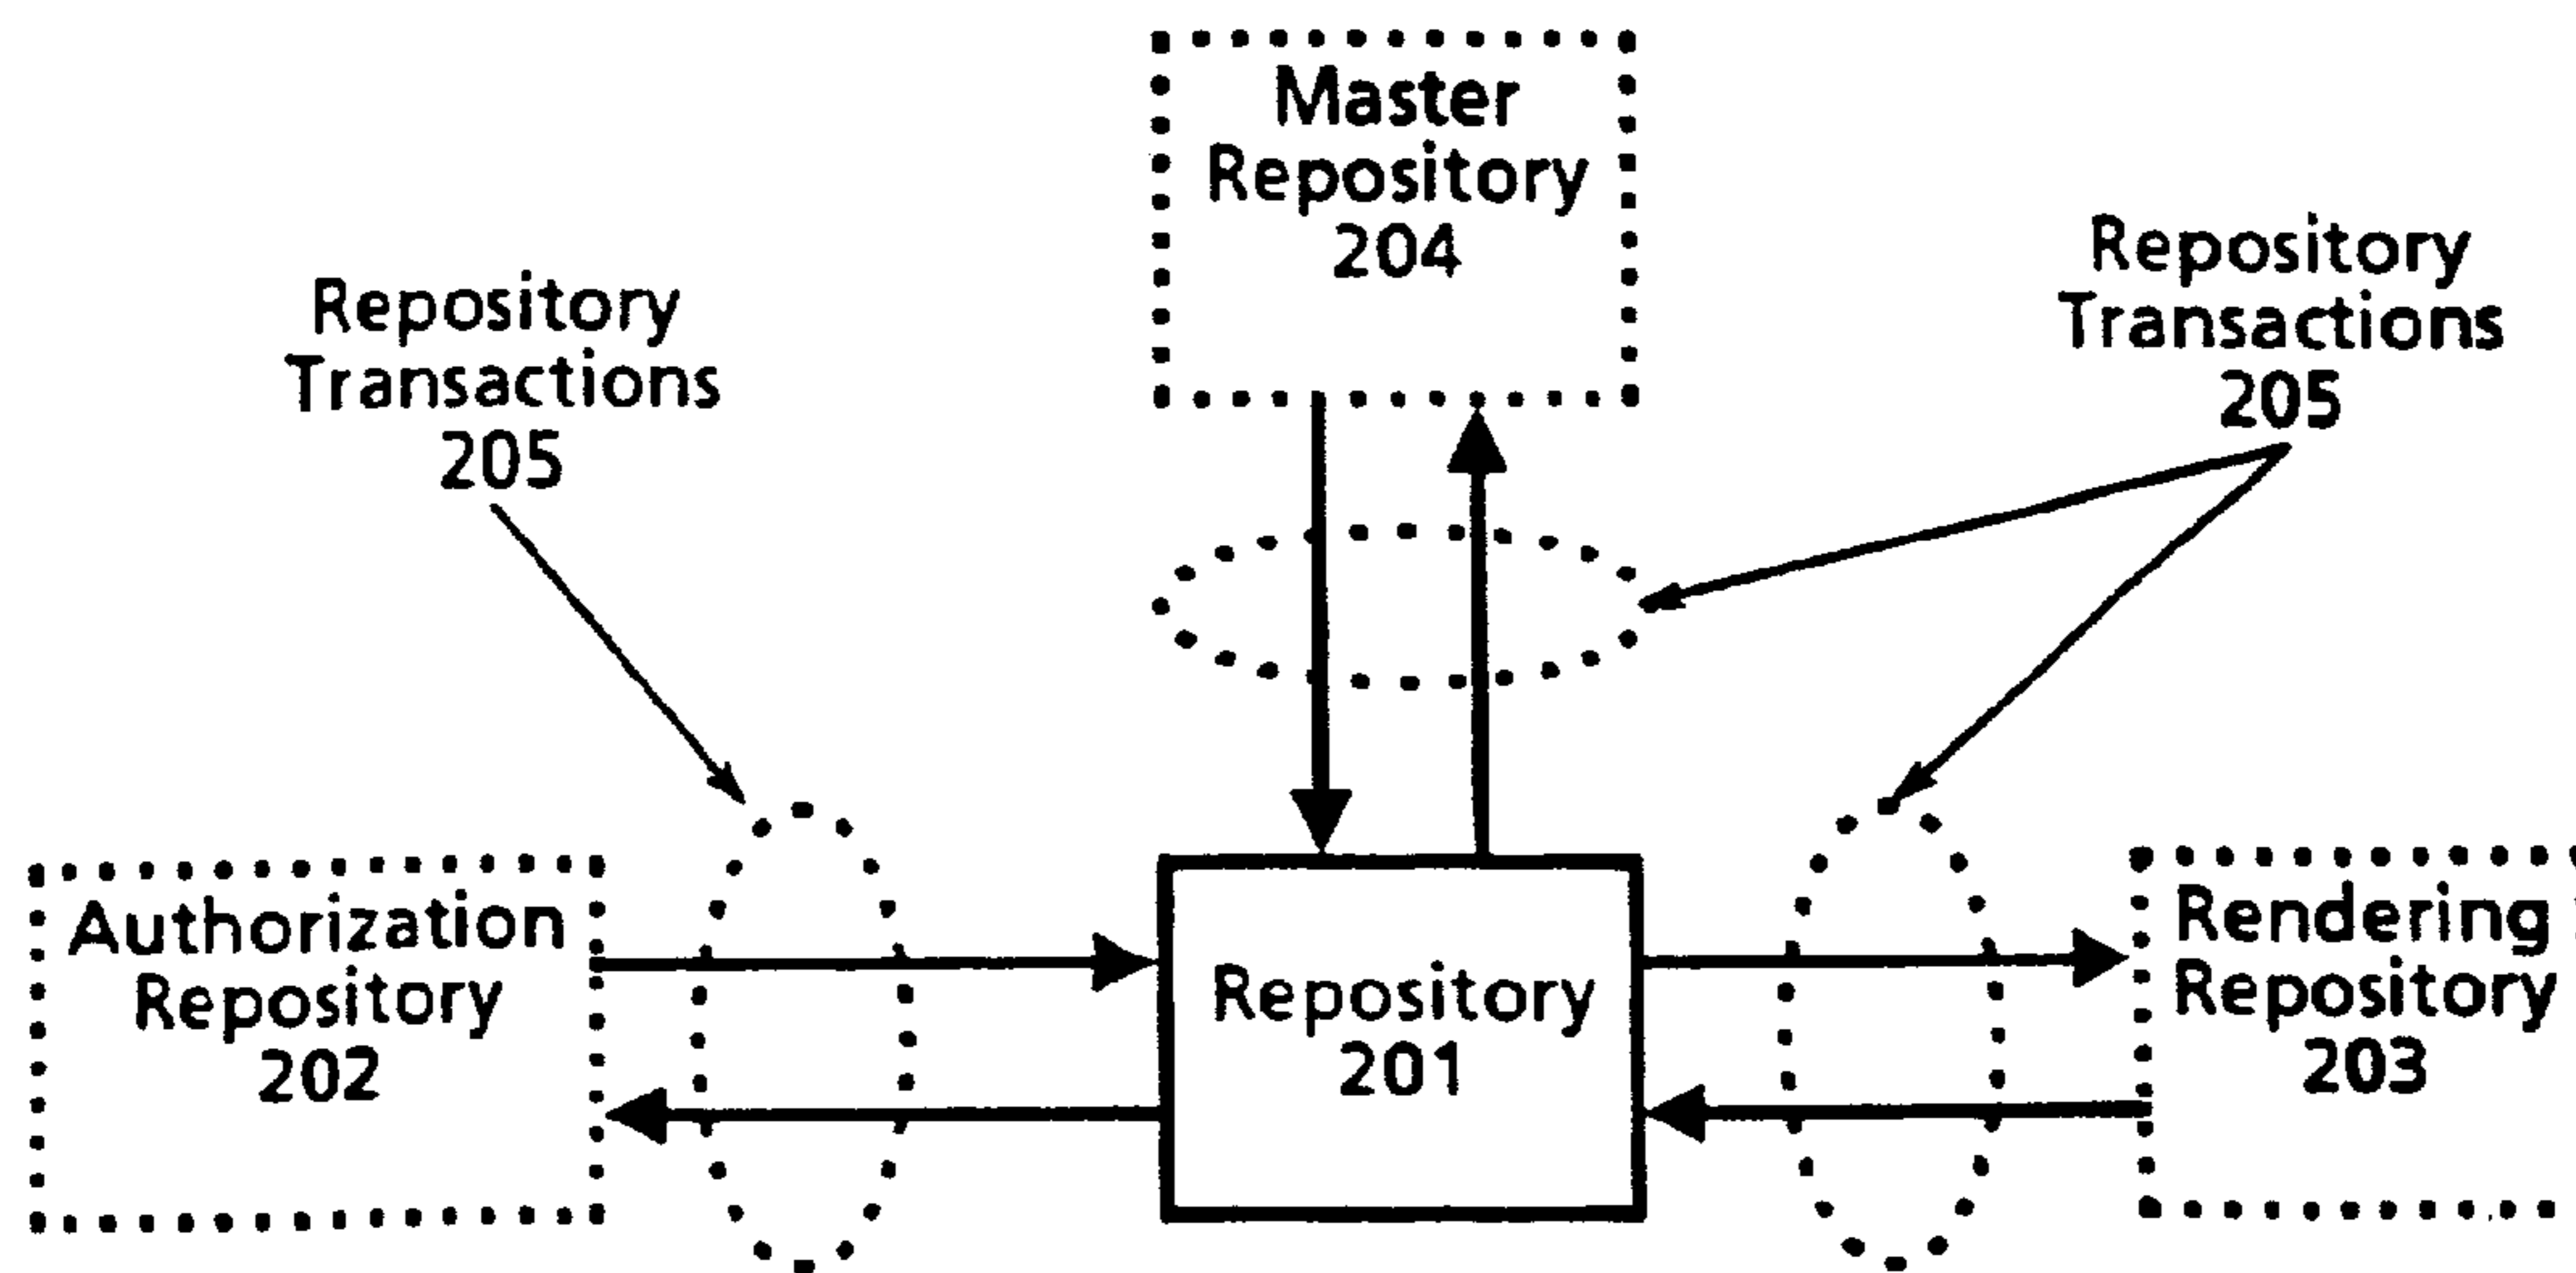 Master
Repository
204
Repository
Transactions
205
Repository
Transactions
205
Authorization
Repository
202
Repository
201
Rendering
Repository
203